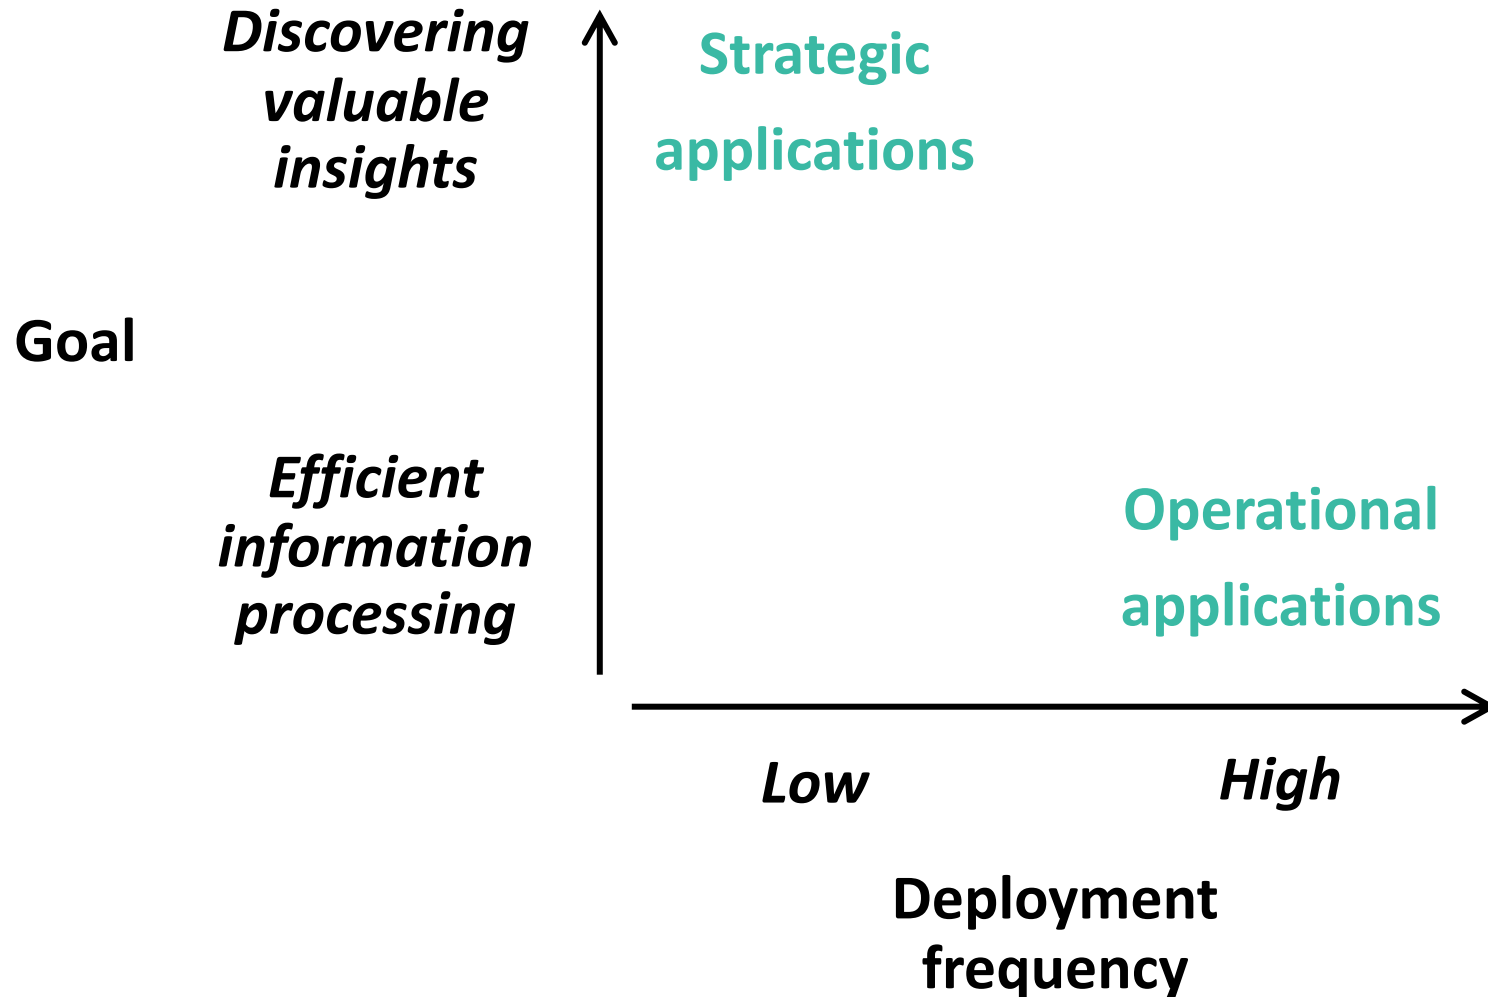 Discovering
valuable
insights
Strategic
applications
Goal
Efficient
information
processing
Operational
applications
Low
High
Deployment
frequency